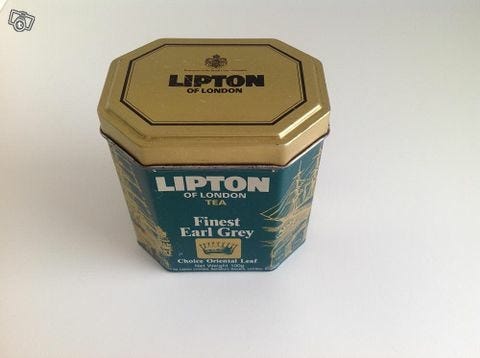 LIPTON
OF LONDON
LIPTON
OF LONDON
TEA
Finest
Earl Grey
Choice Oriental Leaf
Net Weight 100g